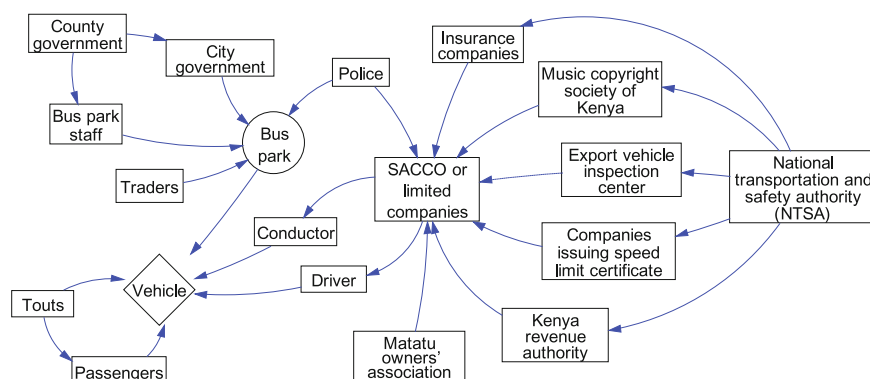 County
government
City
government
Police
Insurance
companies
Music copyright
society of
Kenya
Bus park
staff
Bus
park
Traders
SACCO or
limited
companies
Export vehicle
inspection
center
National
transportation and
safety authority
(NTSA)
Conductor
Companies
issuing speed
limit certificate
Vehicle
Driver
Touts
Kenya
revenue
authority
Passengers
Matatu
owners’
association